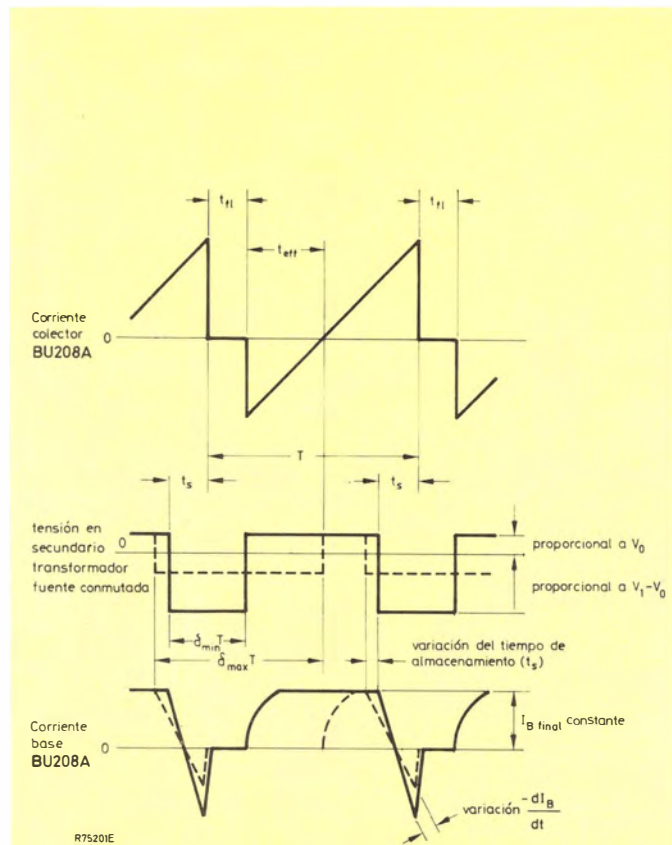 t_fl
t_fl
t_eff
Corriente
colector
BU208A
0
T
t_s
t_s
tensión en
secundario
transformador
fuente conmutada
0
proporcional a V_0
proporcional a V_1-V_0
δ_min T
δ_max T
variación del tiempo de
almacenamiento (t_s)
Corriente
base
BU208A
0
I_B final constante
variación -dI_B
dt
R75201E